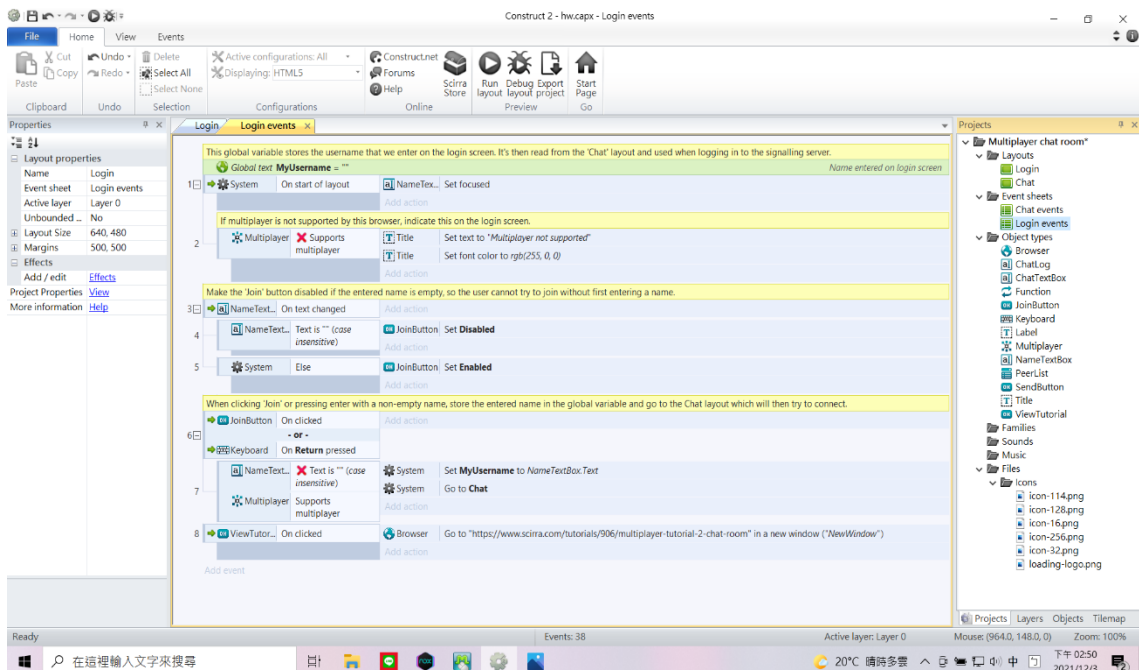 Construct 2 - hw.capx - Login events
File Home View Events
Paste Cut Copy Undo Redo Delete Select All Select None
Active configurations: All
Displaying: HTML5
Construct.net Forums Help Scirra Store Run layout Debug layout Export project Start Page
Clipboard Undo Selection Configurations Online Preview Go
Properties
Layout properties
Name Login
Event sheet Login events
Active layer Layer 0
Unbounded ... No
Layout Size 640, 480
Margins 500, 500
Effects
Add / edit Effects
Project Properties View
More information Help
Login Login events x
This global variable stores the username that we enter on the login screen. It's then read from the 'Chat' layout and used when logging in to the signalling server.
Global text MyUsername = "" Name entered on login screen
1 System On start of layout NameTex... Set focused
Add action
If multiplayer is not supported by this browser, indicate this on the login screen.
2 Multiplayer Supports multiplayer T Title Set text to "Multiplayer not supported"
T Title Set font color to rgb(255, 0, 0)
Add action
Make the 'Join' button disabled if the entered name is empty, so the user cannot try to join without first entering a name.
3 NameText... On text changed Add action
4 NameText... Text is "" (case insensitive) JoinButton Set Disabled
Add action
5 System Else JoinButton Set Enabled
Add action
When clicking 'Join' or pressing enter with a non-empty name, store the entered name in the global variable and go to the Chat layout which will then try to connect.
JoinButton On clicked Add action
6 - or -
Keyboard On Return pressed
7 NameText... Text is "" (case insensitive) System Set MyUsername to NameTextBox.Text
System Go to Chat
Multiplayer Supports multiplayer Add action
8 ViewTutor... On clicked Browser Go to "https://www.scirra.com/tutorials/906/multiplayer-tutorial-2-chat-room" in a new window ("NewWindow")
Add action
Add event
Projects
Multiplayer chat room*
Layouts
Login
Chat
Event sheets
Chat events
Login events
Object types
Browser
ChatLog
ChatTextBox
Function
JoinButton
Keyboard
Label
Multiplayer
NameTextBox
PeerList
SendButton
Title
ViewTutorial
Families
Sounds
Music
Files
Icons
icon-114.png
icon-128.png
icon-16.png
icon-256.png
icon-32.png
loading-logo.png
Projects Layers Objects Tilemap
Ready Events: 38 Active layer: Layer 0 Mouse: (964.0, 148.0, 0) Zoom: 100%
在這裡輸入文字來搜尋 20°C 晴時多雲 中 下午 02:50